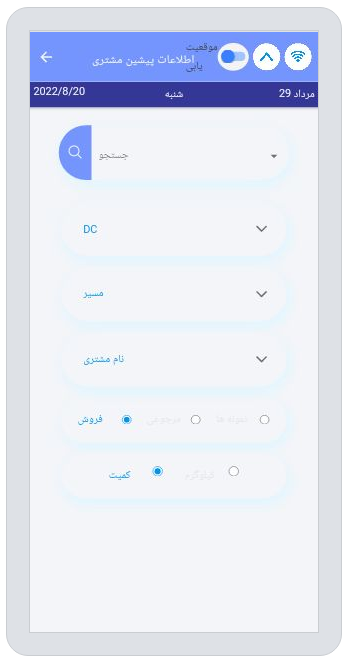 موقعیت یابی
اطلاعات پیشین مشتری
29 مرداد
شنبه
2022/8/20
جستجو
DC
مسیر
نام مشتری
نمونه ها
مرجوعی
فروش
کیلوگرم
کمیت